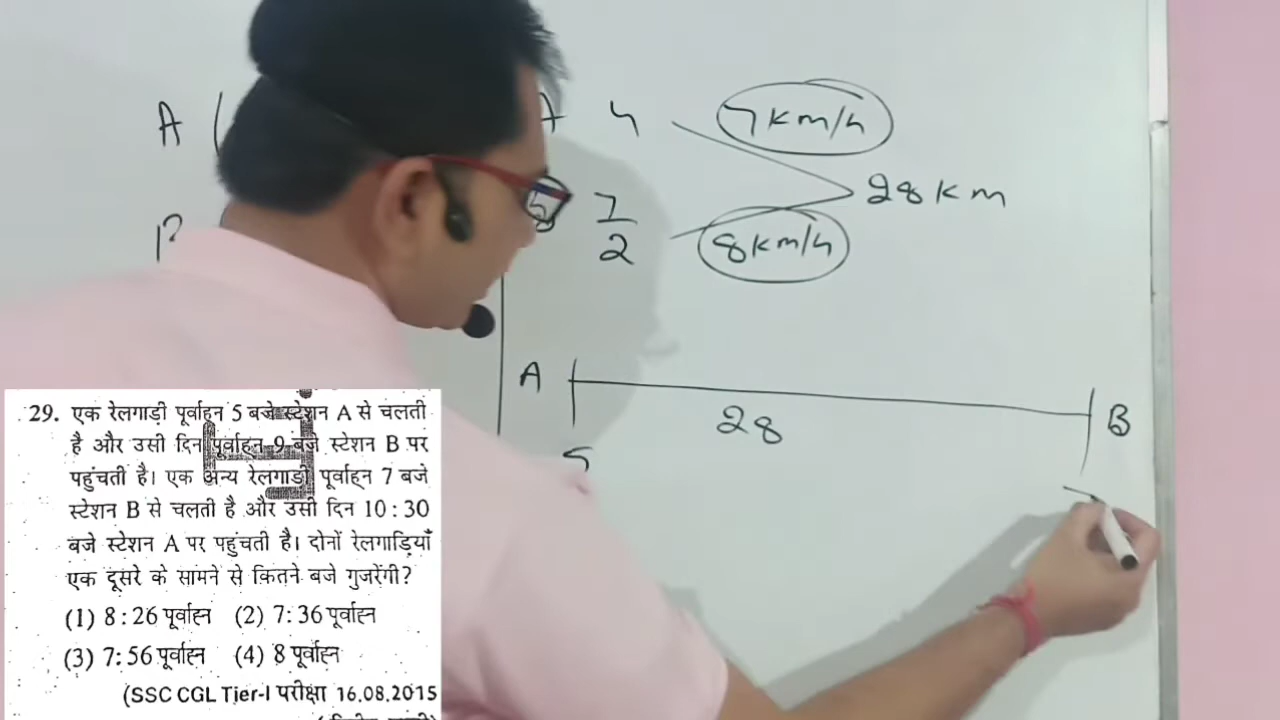 A ( A 4 7km/h
28km
B 7/2 8km/h
A B
28
5
29. एक रेलगाड़ी पूर्वाह्न 5 बजे स्टेशन A से चलती
है और उसी दिन पूर्वाह्न 9 बजे स्टेशन B पर
पहुंचती है। एक अन्य रेलगाडी पूर्वाह्न 7 बजे
स्टेशन B से चलती है और उसी दिन 10 : 30
बजे स्टेशन A पर पहुंचती है। दोनों रेलगाड़ियाँ
एक दूसरे के सामने से कितने बजे गुजरेंगी?
(1) 8 : 26 पूर्वाह्न (2) 7: 36 पूर्वाह्न
(3) 7: 56 पूर्वाह्न (4) 8 पूर्वाह्न
(SSC CGL Tier-I परीक्षा 16.08.2015